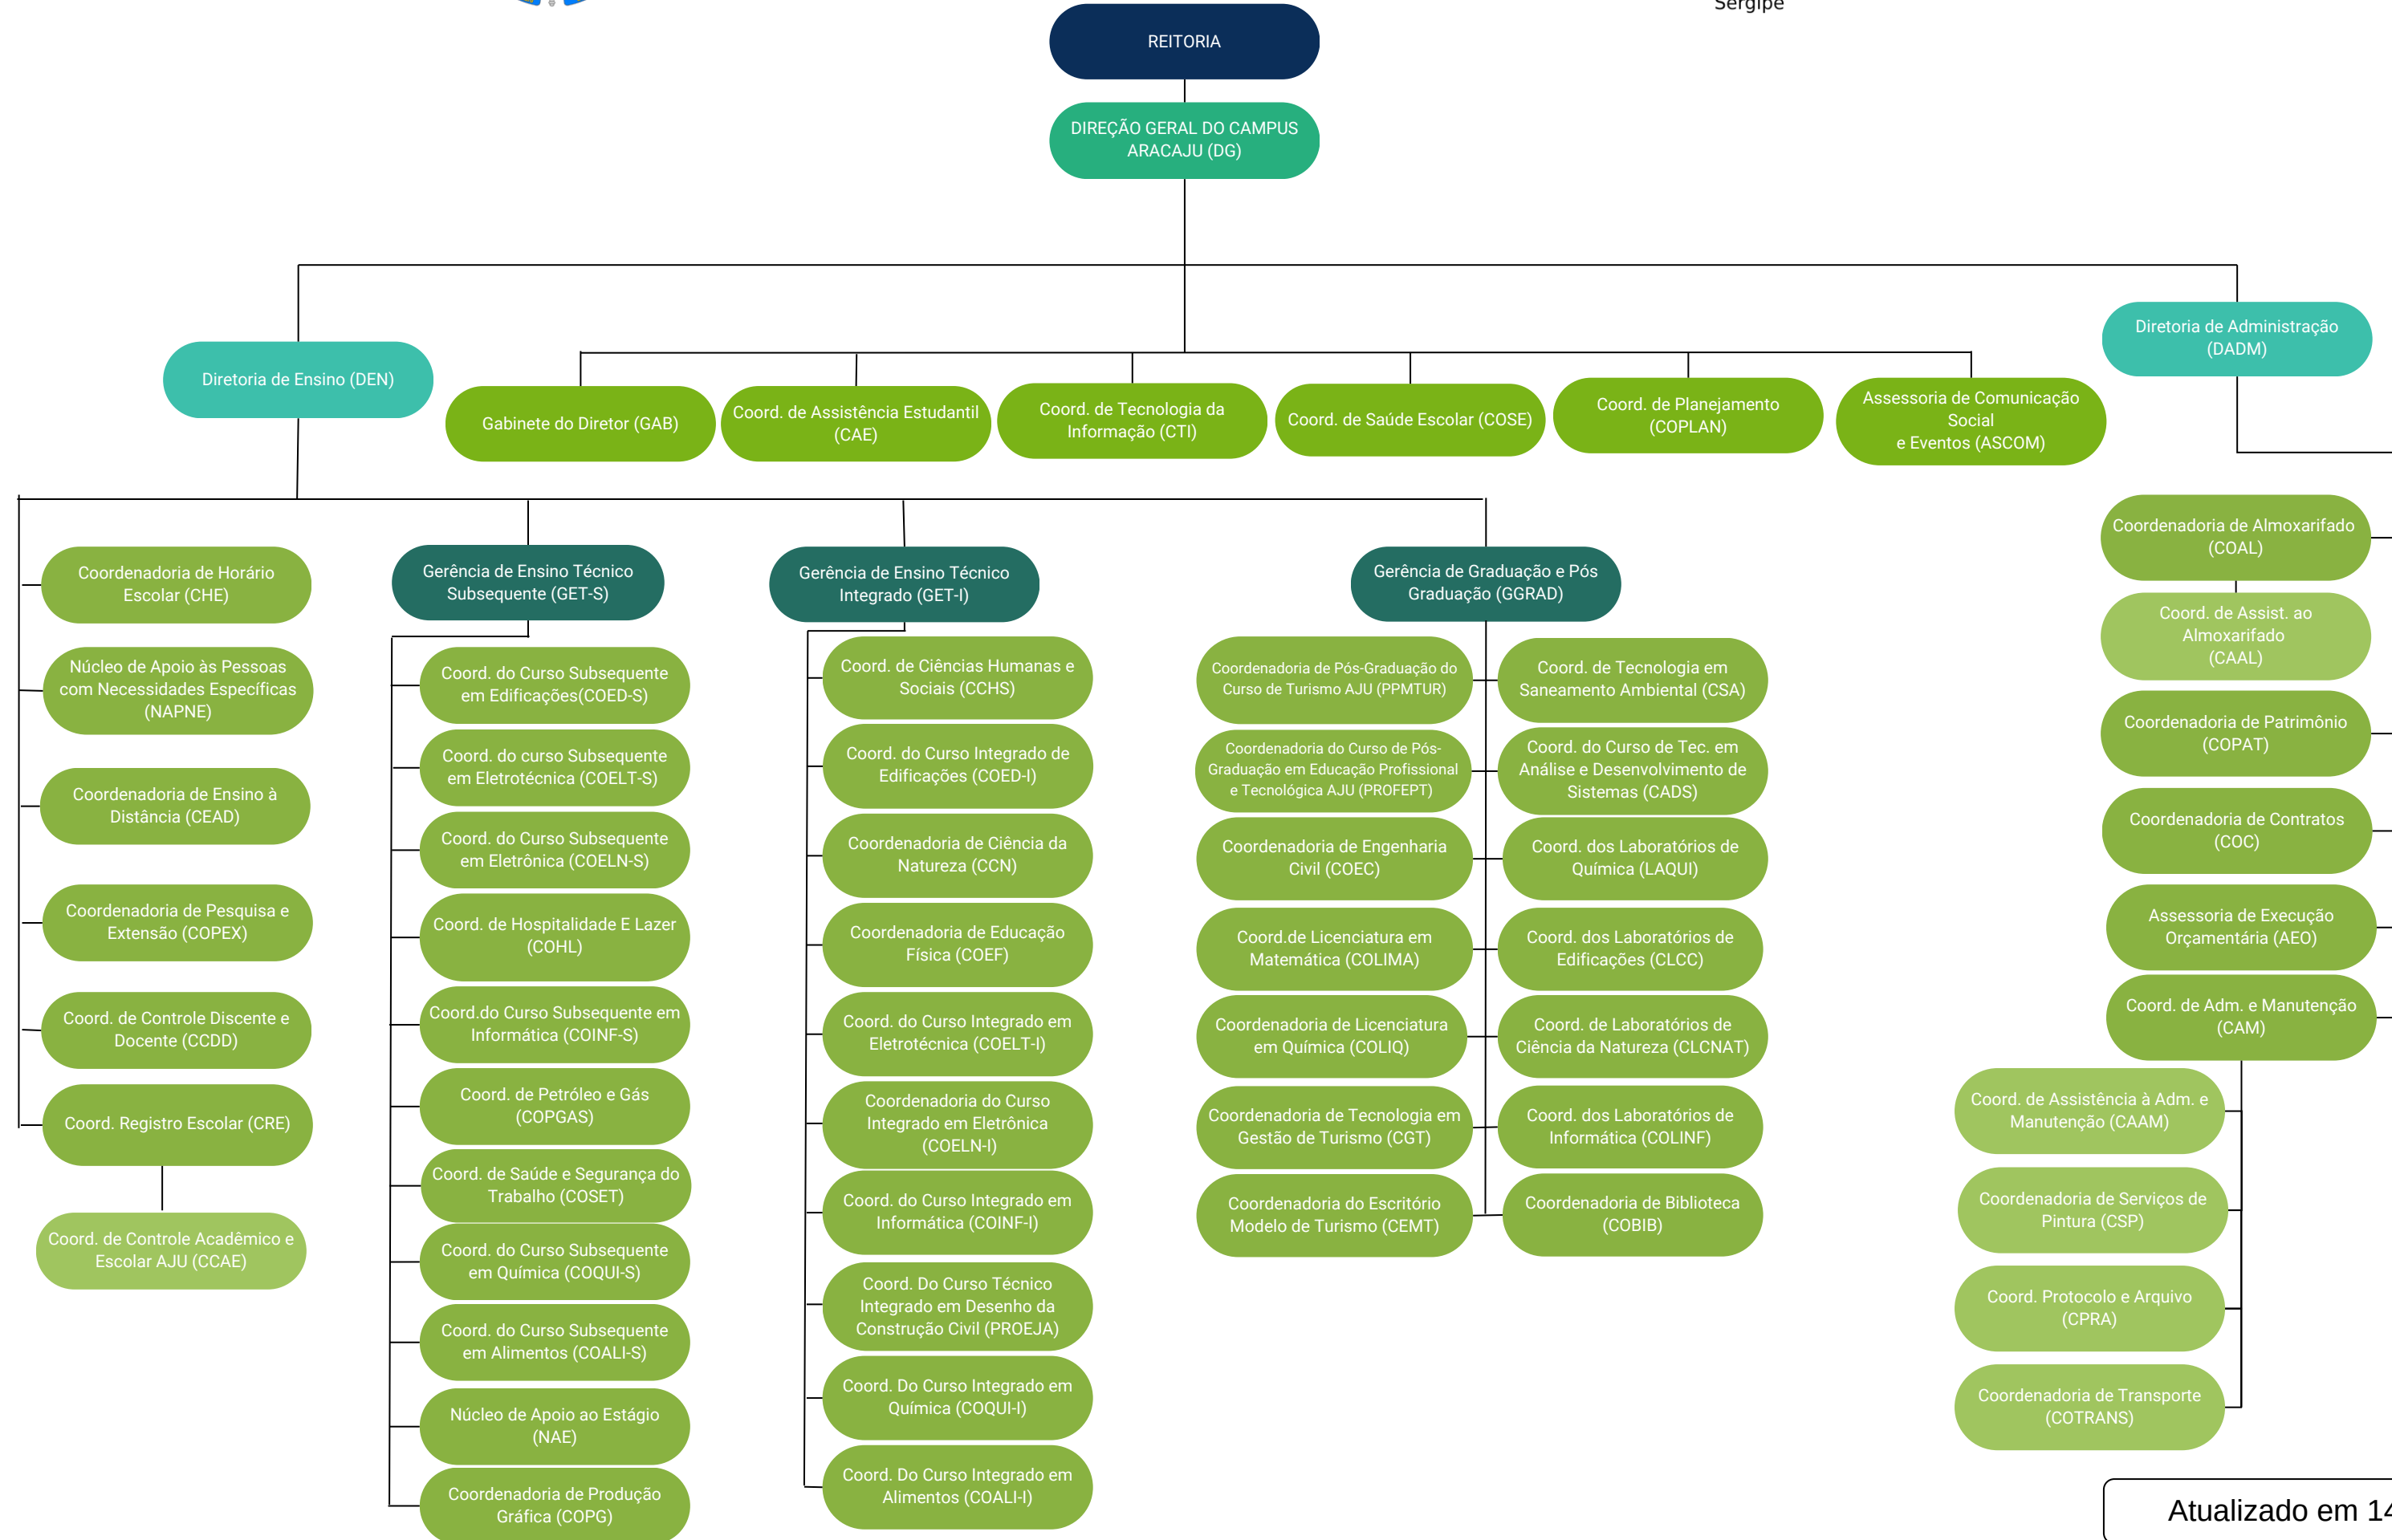 Sergipe
REITORIA
DIREÇÃO GERAL DO CAMPUS
ARACAJU (DG)
Diretoria de Ensino (DEN)
Gabinete do Diretor (GAB)
Coord. de Assistência Estudantil
(CAE)
Coord. de Tecnologia da
Informação (CTI)
Coord. de Saúde Escolar (COSE)
Coord. de Planejamento
(COPLAN)
Assessoria de Comunicação
Social
e Eventos (ASCOM)
Diretoria de Administração
(DADM)
Coordenadoria de Horário
Escolar (CHE)
Núcleo de Apoio às Pessoas
com Necessidades Específicas
(NAPNE)
Coordenadoria de Ensino à
Distância (CEAD)
Coordenadoria de Pesquisa e
Extensão (COPEX)
Coord. de Controle Discente e
Docente (CCDD)
Coord. Registro Escolar (CRE)
Coord. de Controle Acadêmico e
Escolar AJU (CCAE)
Gerência de Ensino Técnico
Subsequente (GET-S)
Coord. do Curso Subsequente
em Edificações(COED-S)
Coord. do curso Subsequente
em Eletrotécnica (COELT-S)
Coord. do Curso Subsequente
em Eletrônica (COELN-S)
Coord. de Hospitalidade E Lazer
(COHL)
Coord.do Curso Subsequente em
Informática (COINF-S)
Coord. de Petróleo e Gás
(COPGAS)
Coord. de Saúde e Segurança do
Trabalho (COSET)
Coord. do Curso Subsequente
em Química (COQUI-S)
Coord. do Curso Subsequente
em Alimentos (COALI-S)
Núcleo de Apoio ao Estágio
(NAE)
Coordenadoria de Produção
Gráfica (COPG)
Gerência de Ensino Técnico
Integrado (GET-I)
Coord. de Ciências Humanas e
Sociais (CCHS)
Coord. do Curso Integrado de
Edificações (COED-I)
Coordenadoria de Ciência da
Natureza (CCN)
Coordenadoria de Educação
Física (COEF)
Coord. do Curso Integrado em
Eletrotécnica (COELT-I)
Coordenadoria do Curso
Integrado em Eletrônica
(COELN-I)
Coord. do Curso Integrado em
Informática (COINF-I)
Coord. Do Curso Técnico
Integrado em Desenho da
Construção Civil (PROEJA)
Coord. Do Curso Integrado em
Química (COQUI-I)
Coord. Do Curso Integrado em
Alimentos (COALI-I)
Gerência de Graduação e Pós
Graduação (GGRAD)
Coordenadoria de Pós-Graduação do
Curso de Turismo AJU (PPMTUR)
Coordenadoria do Curso de Pós-
Graduação em Educação Profissional
e Tecnológica AJU (PROFEPT)
Coordenadoria de Engenharia
Civil (COEC)
Coord.de Licenciatura em
Matemática (COLIMA)
Coordenadoria de Licenciatura
em Química (COLIQ)
Coordenadoria de Tecnologia em
Gestão de Turismo (CGT)
Coordenadoria do Escritório
Modelo de Turismo (CEMT)
Coord. de Tecnologia em
Saneamento Ambiental (CSA)
Coord. do Curso de Tec. em
Análise e Desenvolvimento de
Sistemas (CADS)
Coord. dos Laboratórios de
Química (LAQUI)
Coord. dos Laboratórios de
Edificações (CLCC)
Coord. de Laboratórios de
Ciência da Natureza (CLCNAT)
Coord. dos Laboratórios de
Informática (COLINF)
Coordenadoria de Biblioteca
(COBIB)
Coordenadoria de Almoxarifado
(COAL)
Coord. de Assist. ao
Almoxarifado
(CAAL)
Coordenadoria de Patrimônio
(COPAT)
Coordenadoria de Contratos
(COC)
Assessoria de Execução
Orçamentária (AEO)
Coord. de Adm. e Manutenção
(CAM)
Coord. de Assistência à Adm. e
Manutenção (CAAM)
Coordenadoria de Serviços de
Pintura (CSP)
Coord. Protocolo e Arquivo
(CPRA)
Coordenadoria de Transporte
(COTRANS)
Atualizado em 14